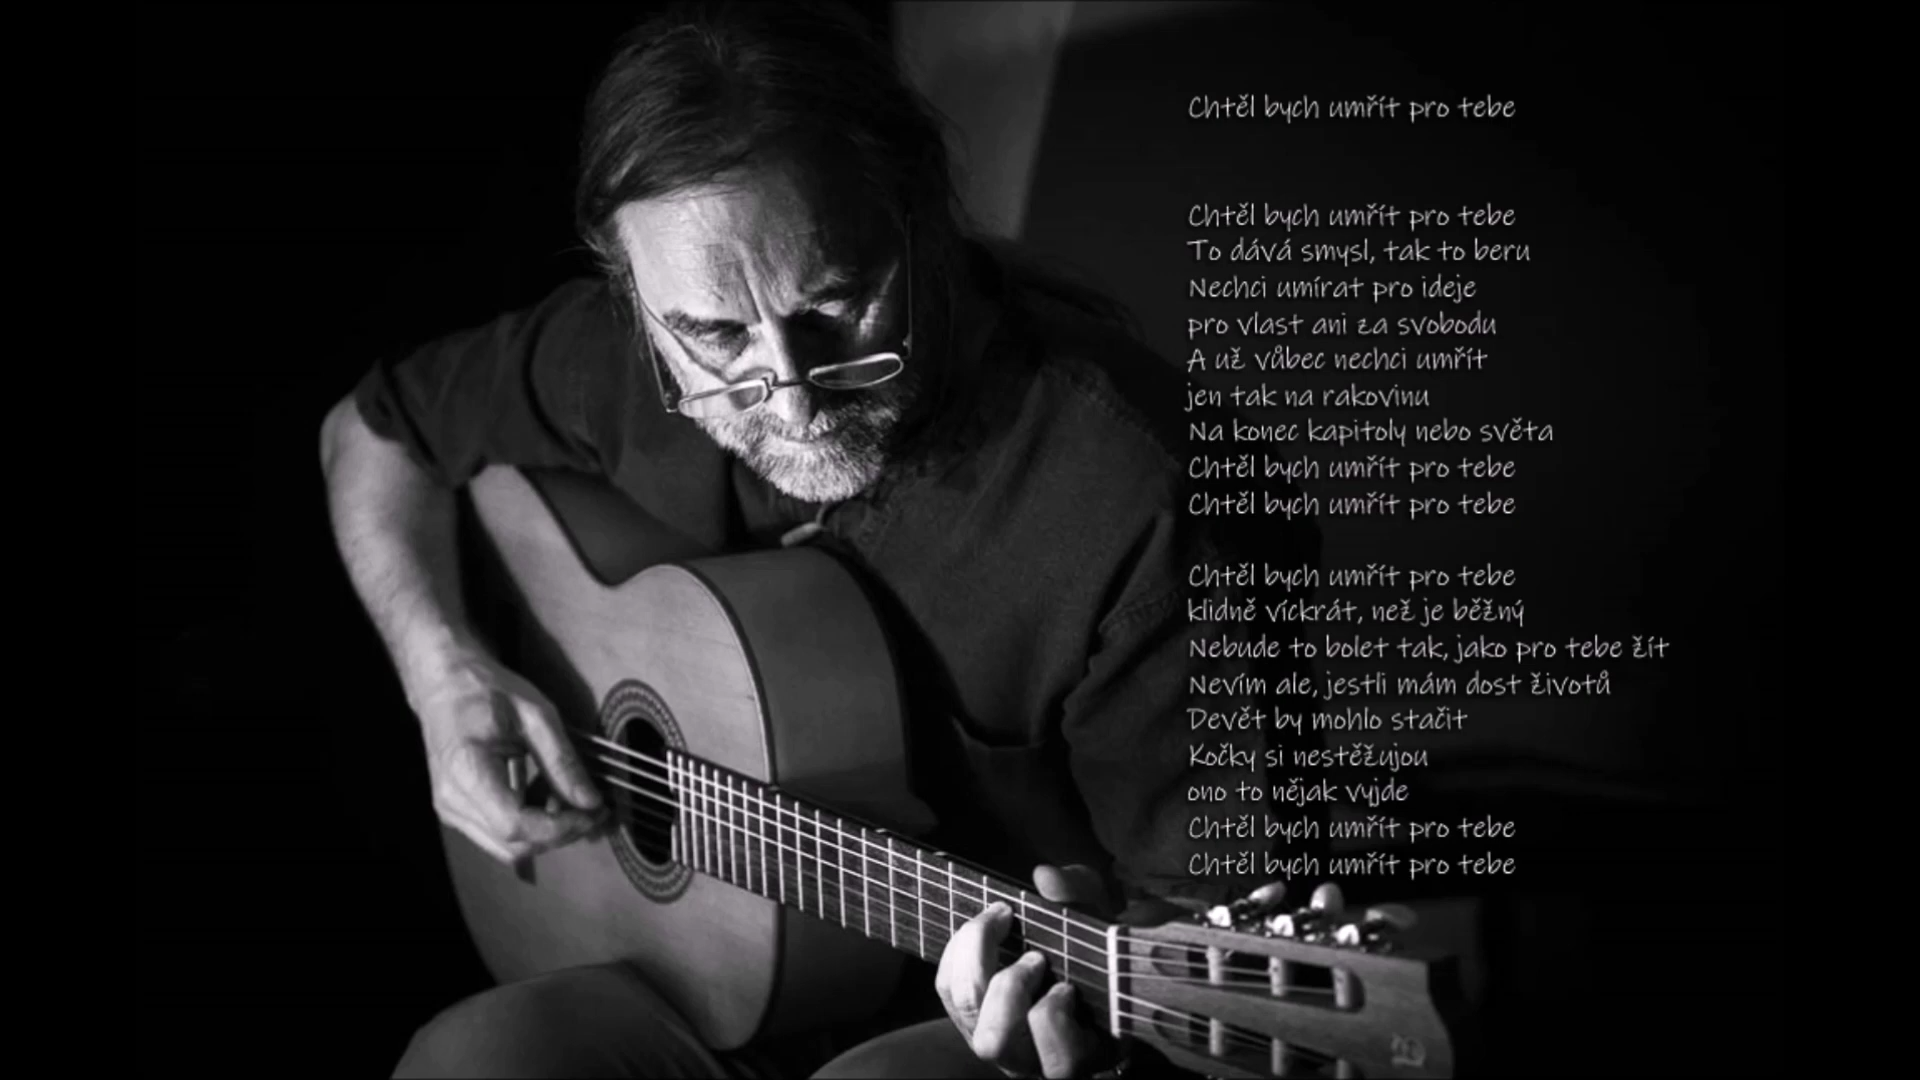 Chtěl bych umřít pro tebe
Chtěl bych umřít pro tebe
To dává smysl, tak to beru
Nechci umírat pro ideje
pro vlast ani za svobodu
A už vůbec nechci umřít
jen tak na rakovinu
Na konec kapitoly nebo světa
Chtěl bych umřít pro tebe
Chtěl bych umřít pro tebe
Chtěl bych umřít pro tebe
klidně víckrát, než je běžný
Nebude to bolet tak, jako pro tebe žít
Nevím ale, jestli mám dost životů
Devět by mohlo stačit
Kočky si nestěžujou
ono to nějak vyjde
Chtěl bych umřít pro tebe
Chtěl bych umřít pro tebe